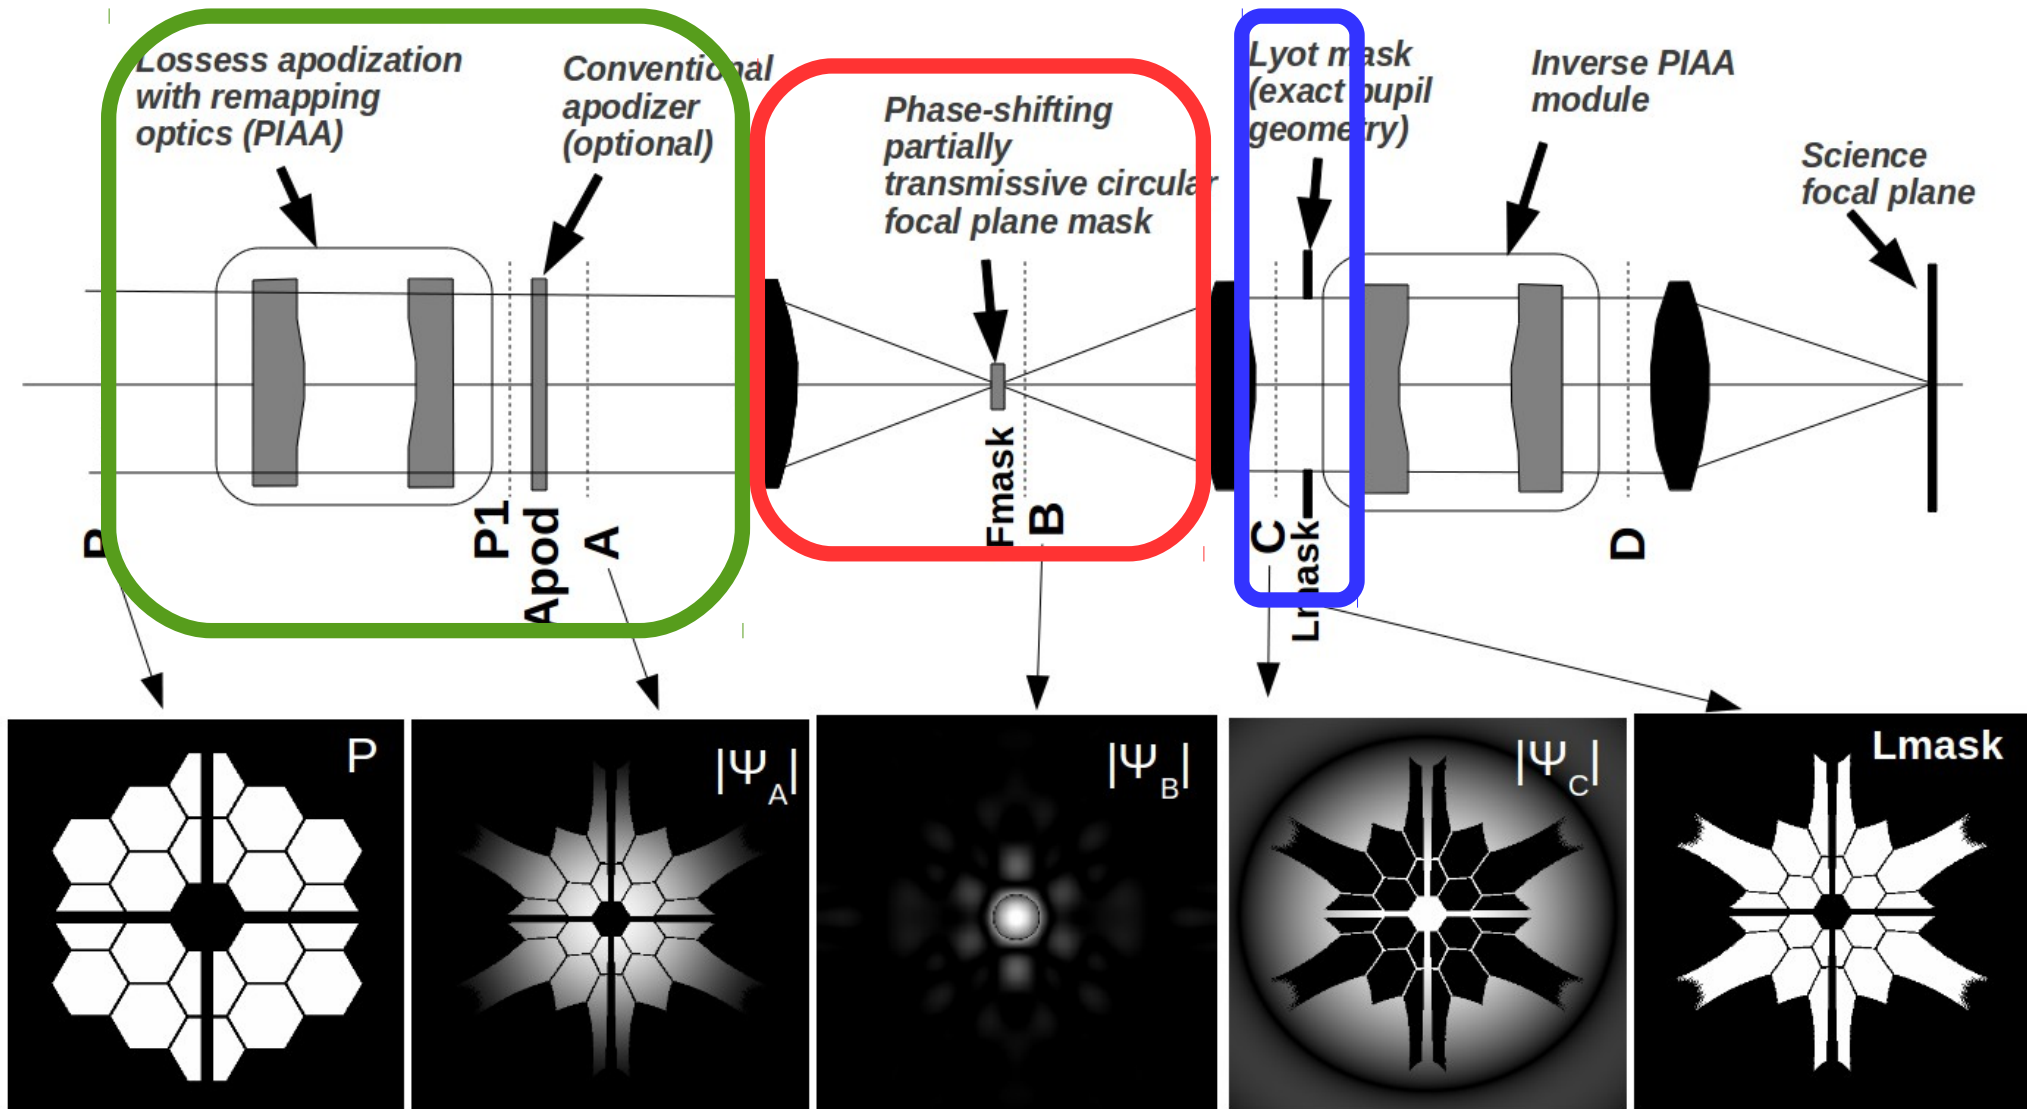 Lossess apodization
with remapping
optics (PIAA)
Conventional
apodizer
(optional)
Phase-shifting
partially
transmissive circular
focal plane mask
Lyot mask
(exact pupil
geometry)
Inverse PIAA
module
Science
focal plane
P
P1
Apod
A
Fmask
B
C
Lmask
D
P
|Ψ_A|
|Ψ_B|
|Ψ_C|
Lmask